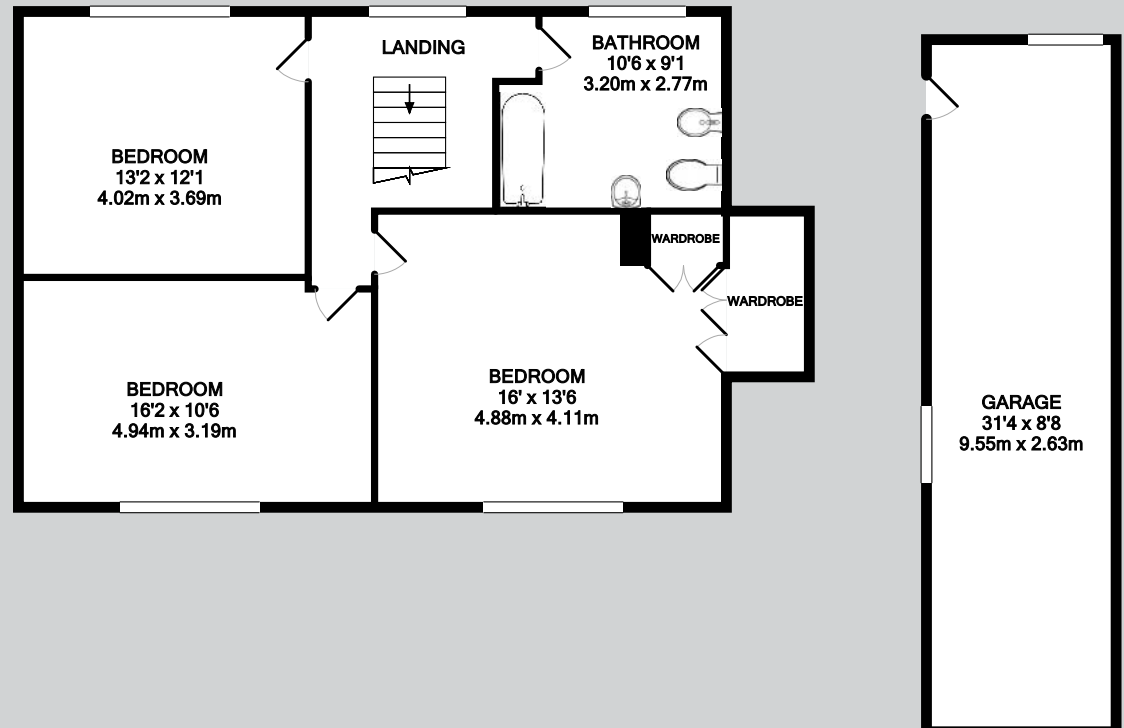 LANDING
BATHROOM
10'6 x 9'1
3.20m x 2.77m
BEDROOM
13'2 x 12'1
4.02m x 3.69m
WARDROBE
WARDROBE
BEDROOM
16'2 x 10'6
4.94m x 3.19m
BEDROOM
16' x 13'6
4.88m x 4.11m
GARAGE
31'4 x 8'8
9.55m x 2.63m